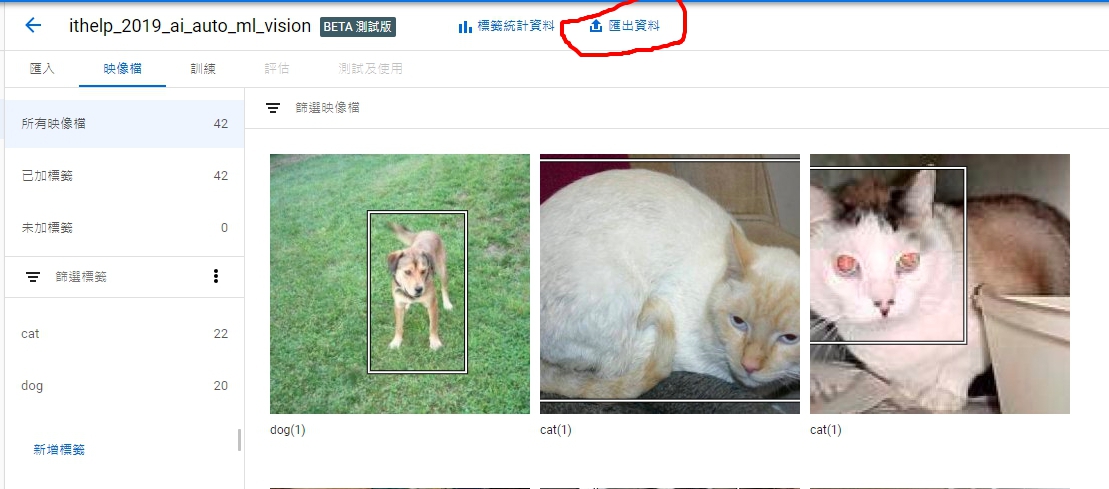 ithelp_2019_ai_auto_ml_vision BETA 測試版 標籤統計資料 匯出資料
匯入 映像檔 訓練 評估 測試及使用
所有映像檔 42
篩選映像檔
已加標籤 42
未加標籤 0
篩選標籤
cat 22
dog 20
新增標籤
dog(1) cat(1) cat(1)